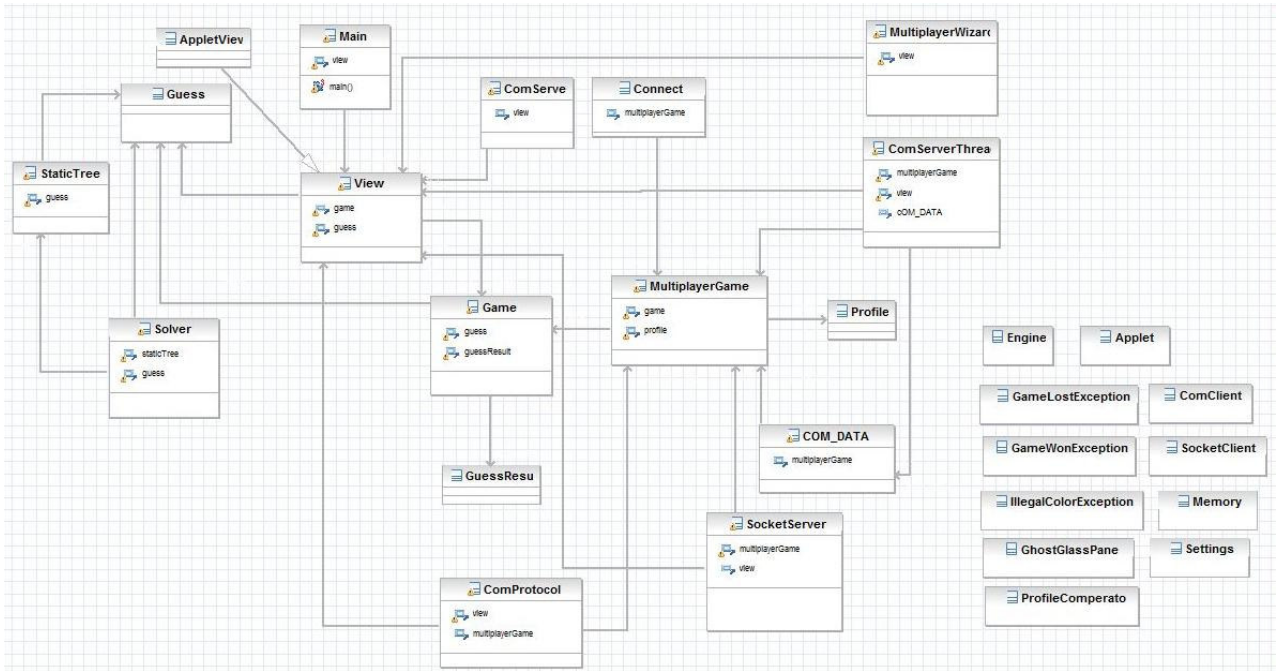 AppletView
Main
view
main()
MultiplayerWizard
view
Guess
ComServe
view
Connect
multiplayerGame
StaticTree
guess
View
game
guess
ComServerThrea
multiplayerGame
view
cOM_DATA
Solver
staticTree
guess
Game
guess
guessResult
MultiplayerGame
game
profile
Profile
Engine
Applet
GameLostException
ComClient
COM_DATA
multiplayerGame
GameWonException
SocketClient
GuessResu
IllegalColorException
Memory
SocketServer
multiplayerGame
view
GhostGlassPane
Settings
ComProtocol
view
multiplayerGame
ProfileComperato